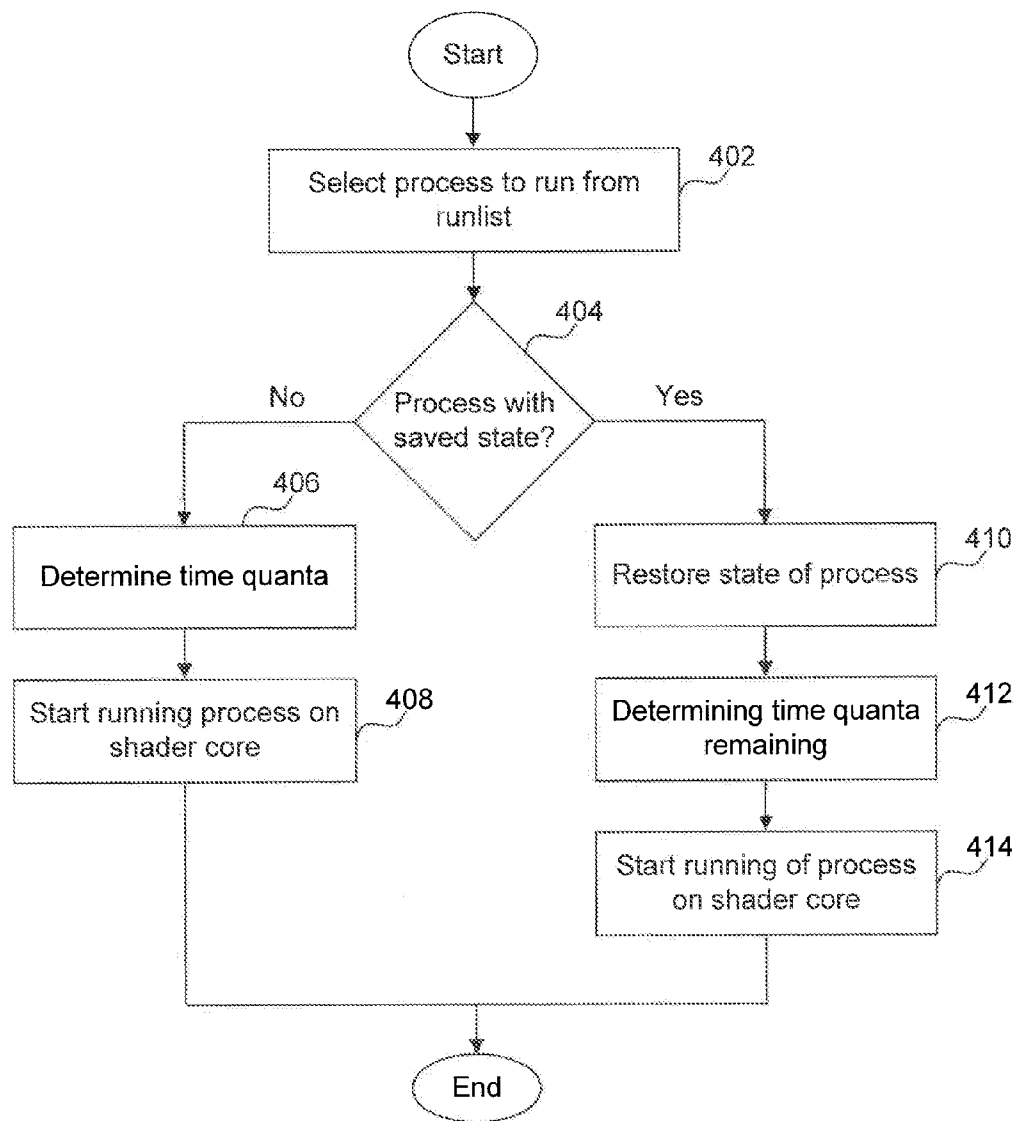 Start
402
Select process to run from
runlist
404
Process with
saved state?
No
Yes
406
Determine time quanta
408
Start running process on
shader core
410
Restore state of process
412
Determining time quanta
remaining
414
Start running of process
on shader core
End